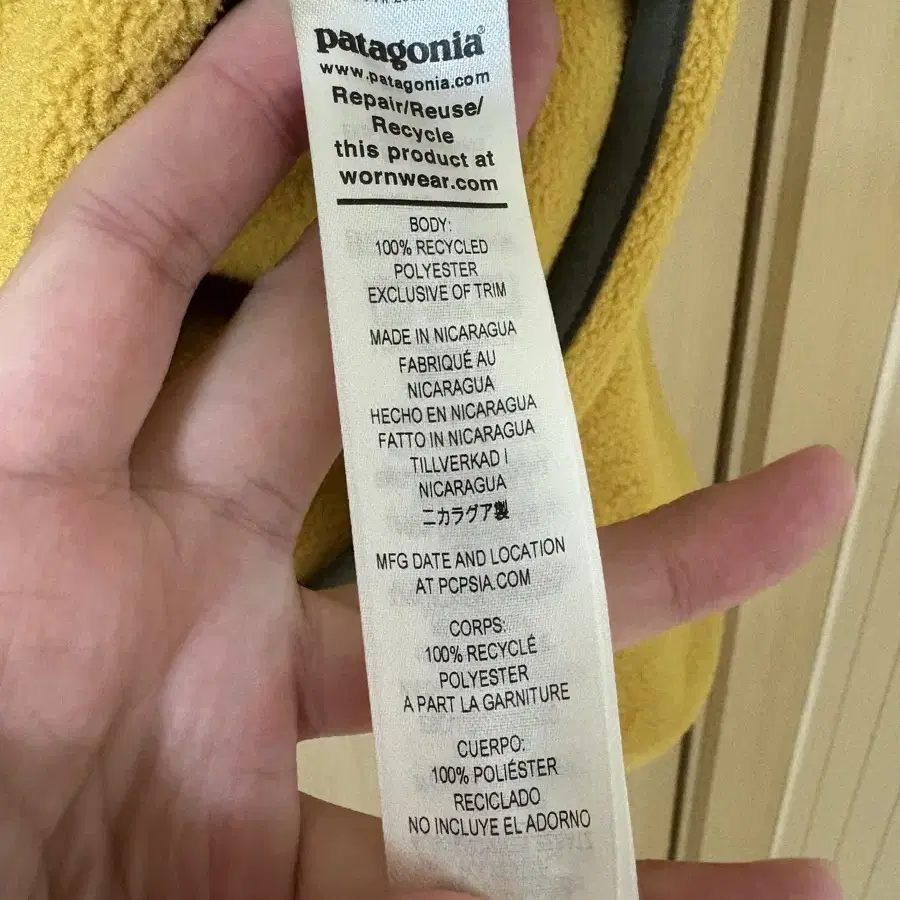 patagonia®
www.patagonia.com
Repair/Reuse/
Recycle
this product at
wornwear.com
BODY:
100% RECYCLED
POLYESTER
EXCLUSIVE OF TRIM
MADE IN NICARAGUA
FABRIQUÉ AU
NICARAGUA
HECHO EN NICARAGUA
FATTO IN NICARAGUA
TILLVERKAD I
NICARAGUA
ニカラグア製
MFG DATE AND LOCATION
AT PCPSIA.COM
CORPS:
100% RECYCLÉ
POLYESTER
A PART LA GARNITURE
CUERPO:
100% POLIÉSTER
RECICLADO
NO INCLUYE EL ADORNO